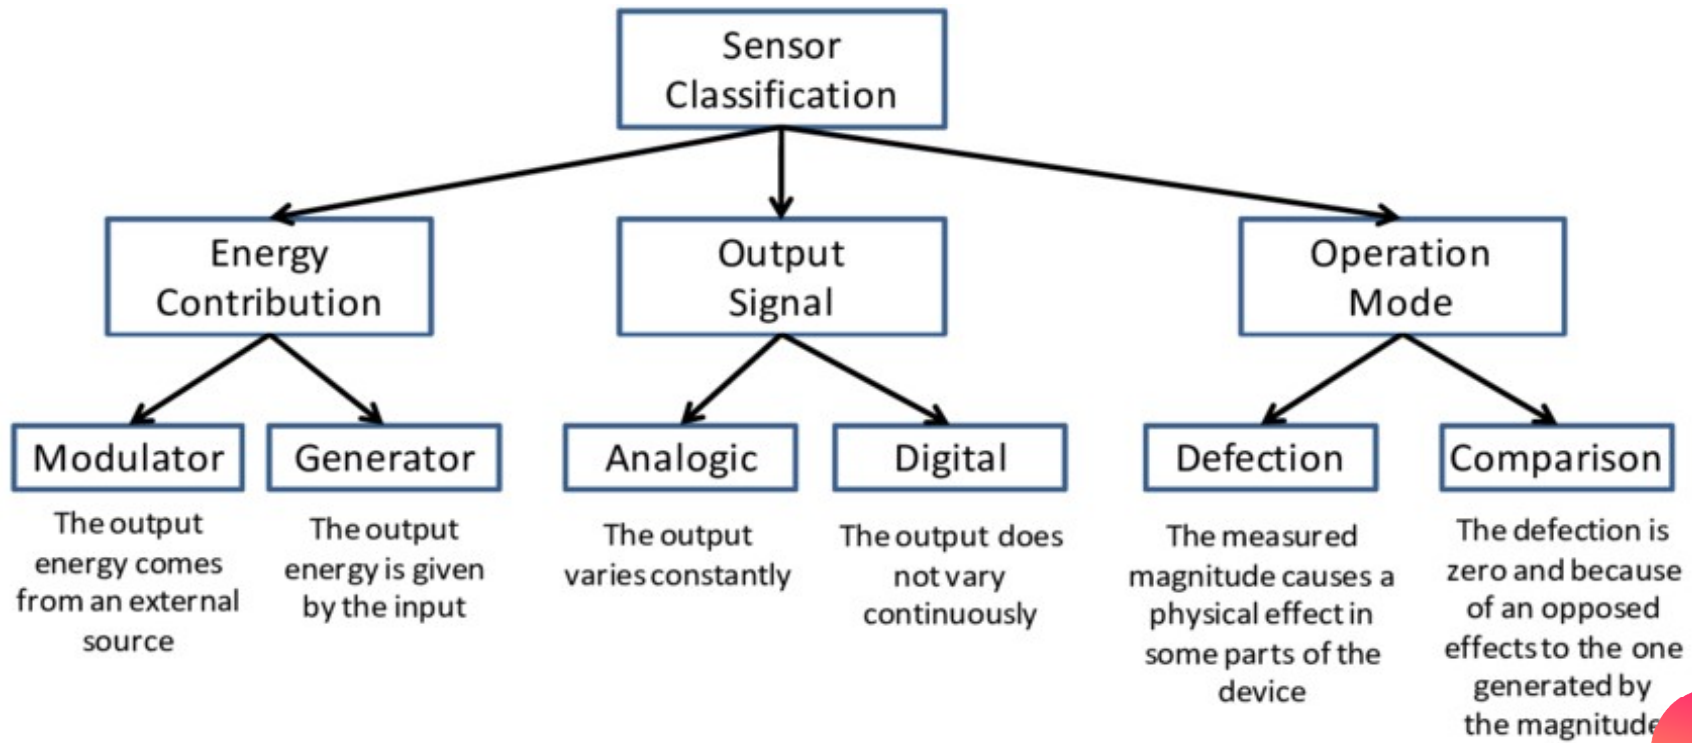 Sensor
Classification
Energy
Contribution
Output
Signal
Operation
Mode
Modulator
Generator
Analogic
Digital
Defection
Comparison
The output
energy comes
from an external
source
The output
energy is given
by the input
The output
varies constantly
The output does
not vary
continuously
The measured
magnitude causes a
physical effect in
some parts of the
device
The defection is
zero and because
of an opposed
effects to the one
generated by
the magnitude